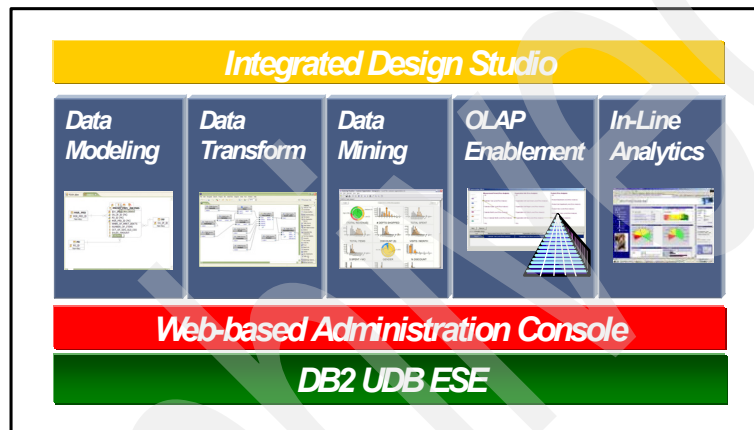 Integrated Design Studio
Data
Modeling
Data
Transform
Data
Mining
OLAP
Enablement
In-Line
Analytics
Web-based Administration Console
DB2 UDB ESE